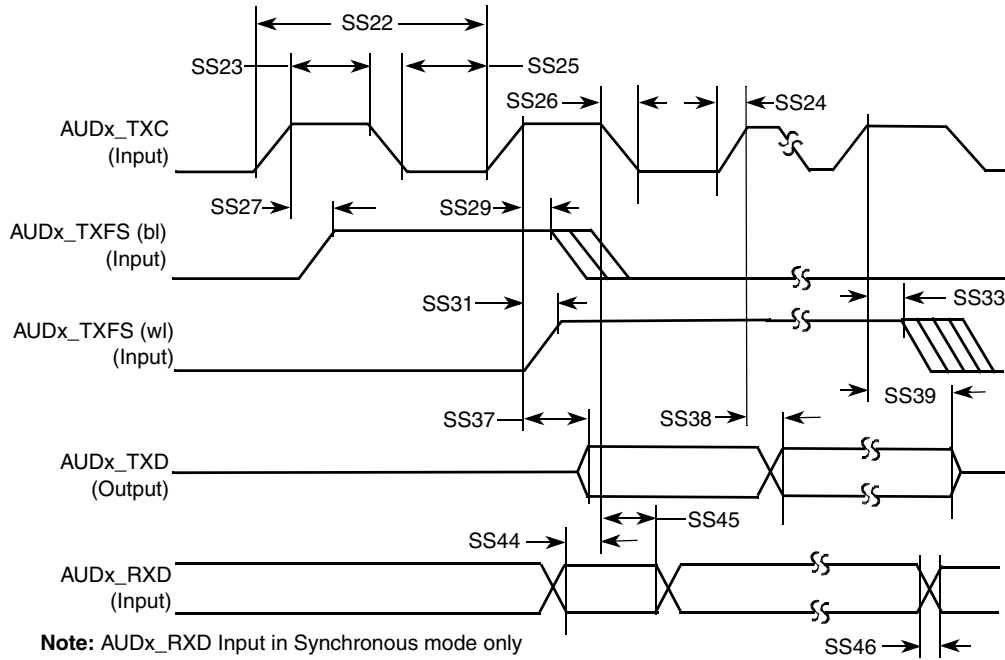 SS22
SS23
SS25
SS26
SS24
AUDx_TXC
(Input)
SS27
SS29
AUDx_TXFS (bl)
(Input)
SS31
SS33
AUDx_TXFS (wl)
(Input)
SS39
SS37
SS38
AUDx_TXD
(Output)
SS45
SS44
AUDx_RXD
(Input)
Note: AUDx_RXD Input in Synchronous mode only
SS46